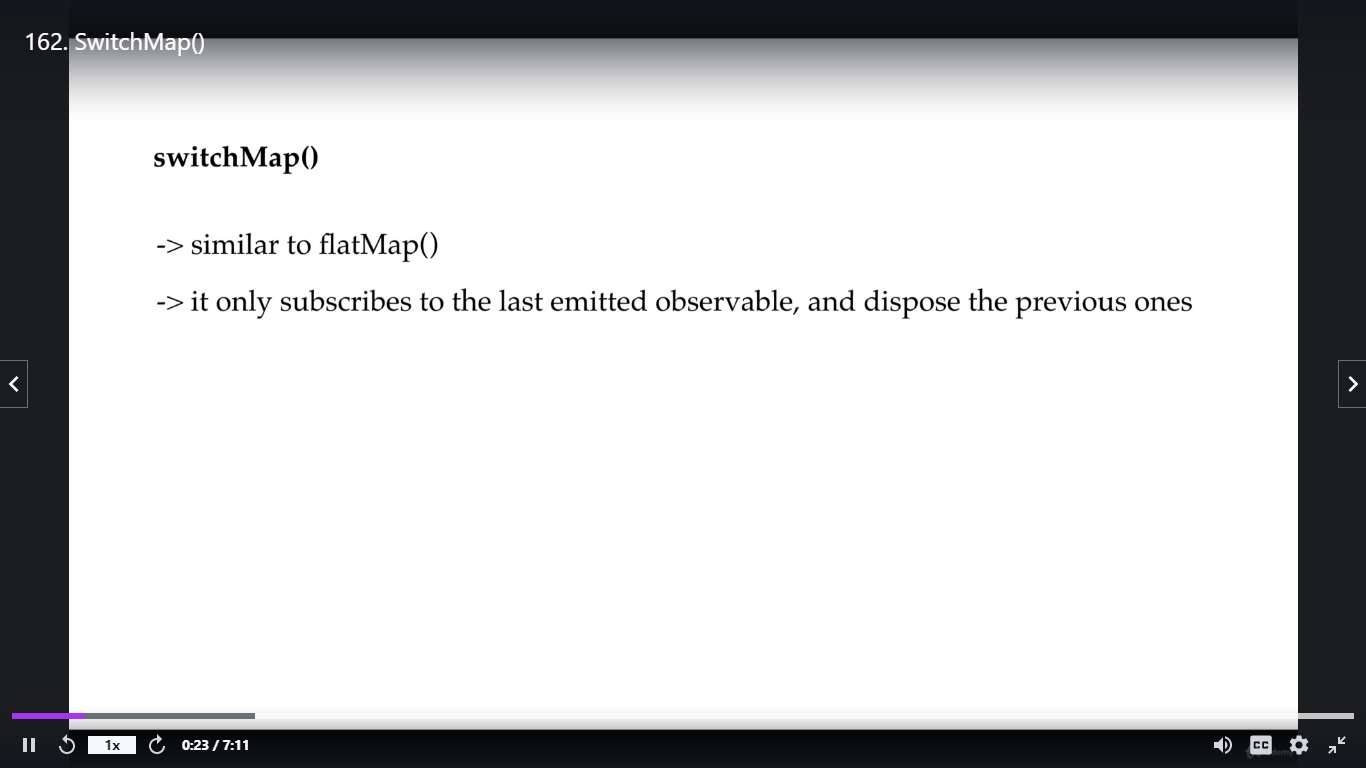 162. SwitchMap()
switchMap()
-> similar to flatMap()
-> it only subscribes to the last emitted observable, and dispose the previous ones
1x
0:23 / 7:11
CC